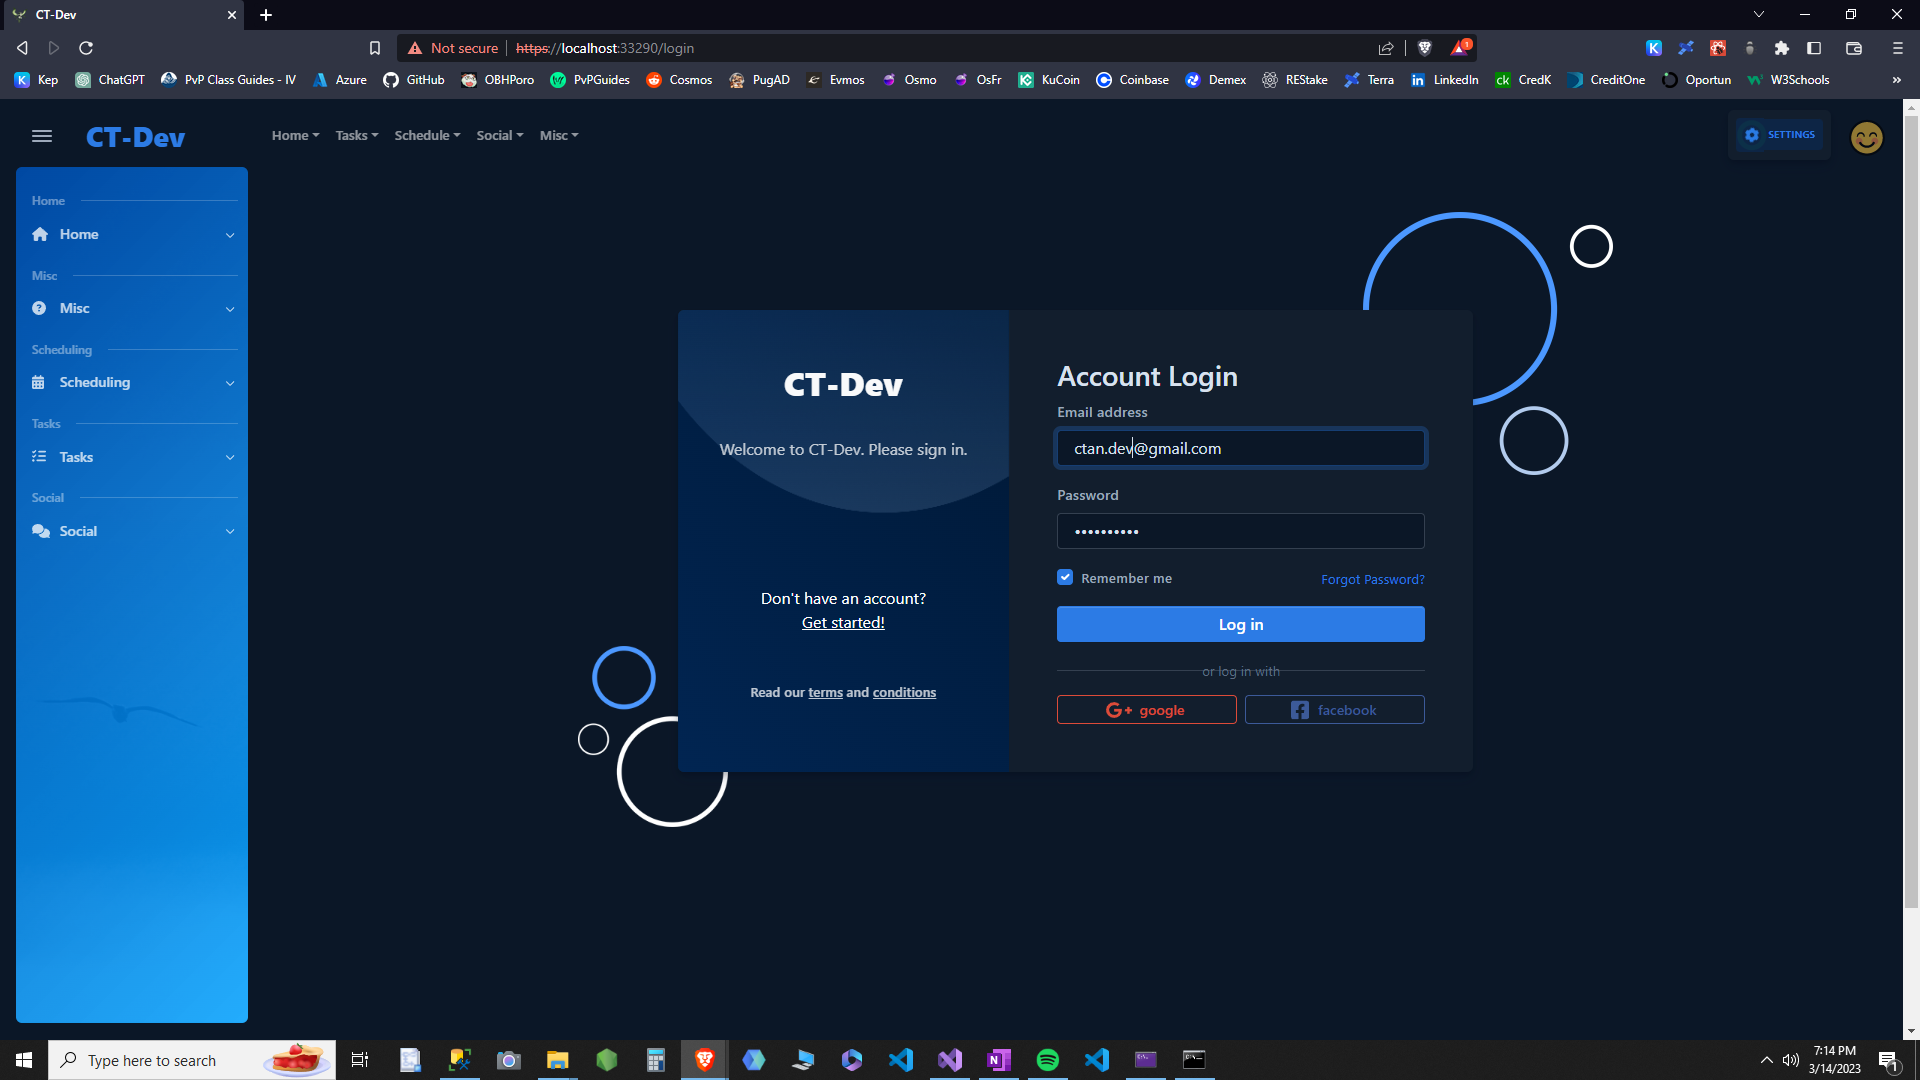 CT-Dev
Not secure https://localhost:33290/login 1
Kep ChatGPT PvP Class Guides - IV Azure GitHub OBHPoro PvPGuides Cosmos PugAD Evmos Osmo OsFr KuCoin Coinbase Demex REStake Terra LinkedIn CredK CreditOne Oportun W3Schools »
CT-Dev Home Tasks Schedule Social Misc SETTINGS
Home
Home
Misc
Misc
Scheduling
Scheduling
Tasks
Tasks
Social
Social
CT-Dev
Welcome to CT-Dev. Please sign in.
Don't have an account?
Get started!
Read our terms and conditions
Account Login
Email address
ctan.dev@gmail.com
Password
••••••••••
Remember me Forgot Password?
Log in
or log in with
G+ google facebook
Type here to search
7:14 PM
3/14/2023
1